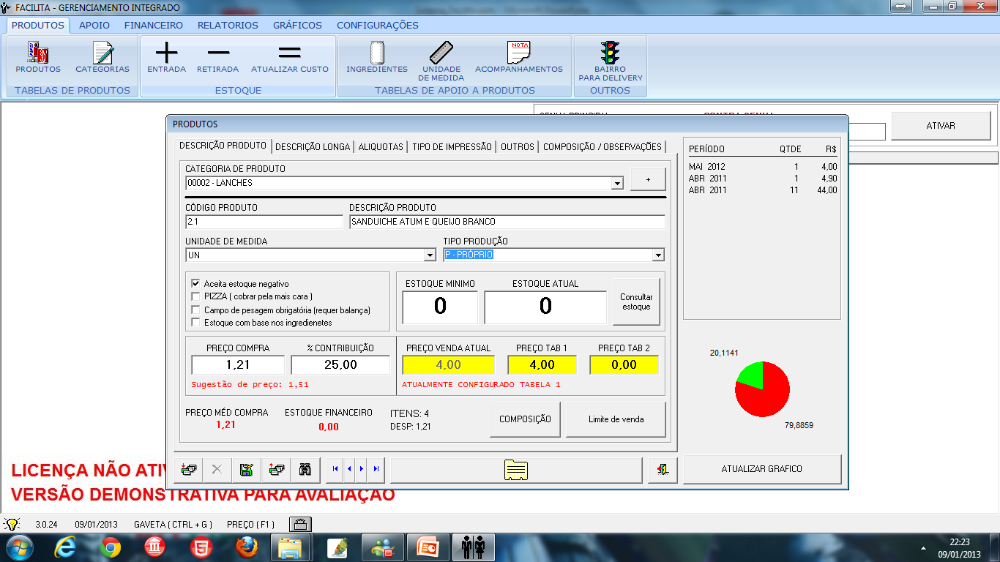 FACILITA - GERENCIAMENTO INTEGRADO
PRODUTOS APOIO FINANCEIRO RELATORIOS GRÁFICOS CONFIGURAÇÕES
PRODUTOS CATEGORIAS ENTRADA RETIRADA ATUALIZAR CUSTO INGREDIENTES UNIDADE DE MEDIDA NOTA ACOMPANHAMENTOS BAIRRO PARA DELIVERY
TABELAS DE PRODUTOS ESTOQUE TABELAS DE APOIO A PRODUTOS OUTROS
ATIVAR
PRODUTOS
DESCRIÇÃO PRODUTO DESCRIÇÃO LONGA ALIQUOTAS TIPO DE IMPRESSÃO OUTROS COMPOSIÇÃO / OBSERVAÇÕES
CATEGORIA DE PRODUTO
00002 - LANCHES +
CÓDIGO PRODUTO DESCRIÇÃO PRODUTO
2.1 SANDUICHE ATUM E QUEIJO BRANCO
UNIDADE DE MEDIDA TIPO PRODUÇÃO
UN P - PRÓPRIO
Aceita estoque negativo
PIZZA ( cobrar pela mais cara )
Campo de pesagem obrigatória (requer balança)
Estoque com base nos ingredienetes
ESTOQUE MINIMO ESTOQUE ATUAL
0 0
Consultar estoque
PREÇO COMPRA % CONTRIBUIÇÃO PREÇO VENDA ATUAL PREÇO TAB 1 PREÇO TAB 2
1,21 25,00 4,00 4,00 0,00
Sugestão de preço: 1,51 ATUALMENTE CONFIGURADO TABELA 1
PREÇO MÉD COMPRA ESTOQUE FINANCEIRO ITENS: 4
1,21 0,00 DESP: 1,21
COMPOSIÇÃO Limite de venda
PERÍODO QTDE R$
MAI 2012 1 4,00
ABR 2011 1 4,90
ABR 2011 11 44,00
20,1141
79,8859
ATUALIZAR GRAFICO
LICENÇA NÃO ATIV
VERSÃO DEMONSTRATIVA PARA AVALIAÇÃO
3.0.24 09/01/2013 GAVETA ( CTRL + G ) PREÇO ( F1 )
22:23
09/01/2013